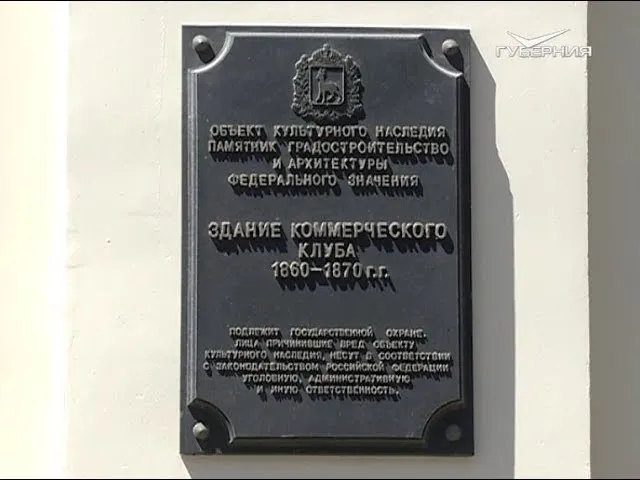 ГУБЕРНИЯ
ОБЪЕКТ КУЛЬТУРНОГО НАСЛЕДИЯ
ПАМЯТНИК ГРАДОСТРОИТЕЛЬСТВО
И АРХИТЕКТУРЫ
ФЕДЕРАЛЬНОГО ЗНАЧЕНИЯ
ЗДАНИЕ КОММЕРЧЕСКОГО
КЛУБА
1860-1870 г.г.
ПОДЛЕЖИТ ГОСУДАРСТВЕННОЙ ОХРАНЕ.
ЛИЦА ПРИЧИНИВШИЕ ВРЕД ОБЪЕКТУ
КУЛЬТУРНОГО НАСЛЕДИЯ, НЕСУТ В СООТВЕТСТВИИ
С ЗАКОНОДАТЕЛЬСТВОМ РОССИЙСКОЙ ФЕДЕРАЦИИ
УГОЛОВНУЮ, АДМИНИСТРАТИВНУЮ
И ИНУЮ ОТВЕТСТВЕННОСТЬ.